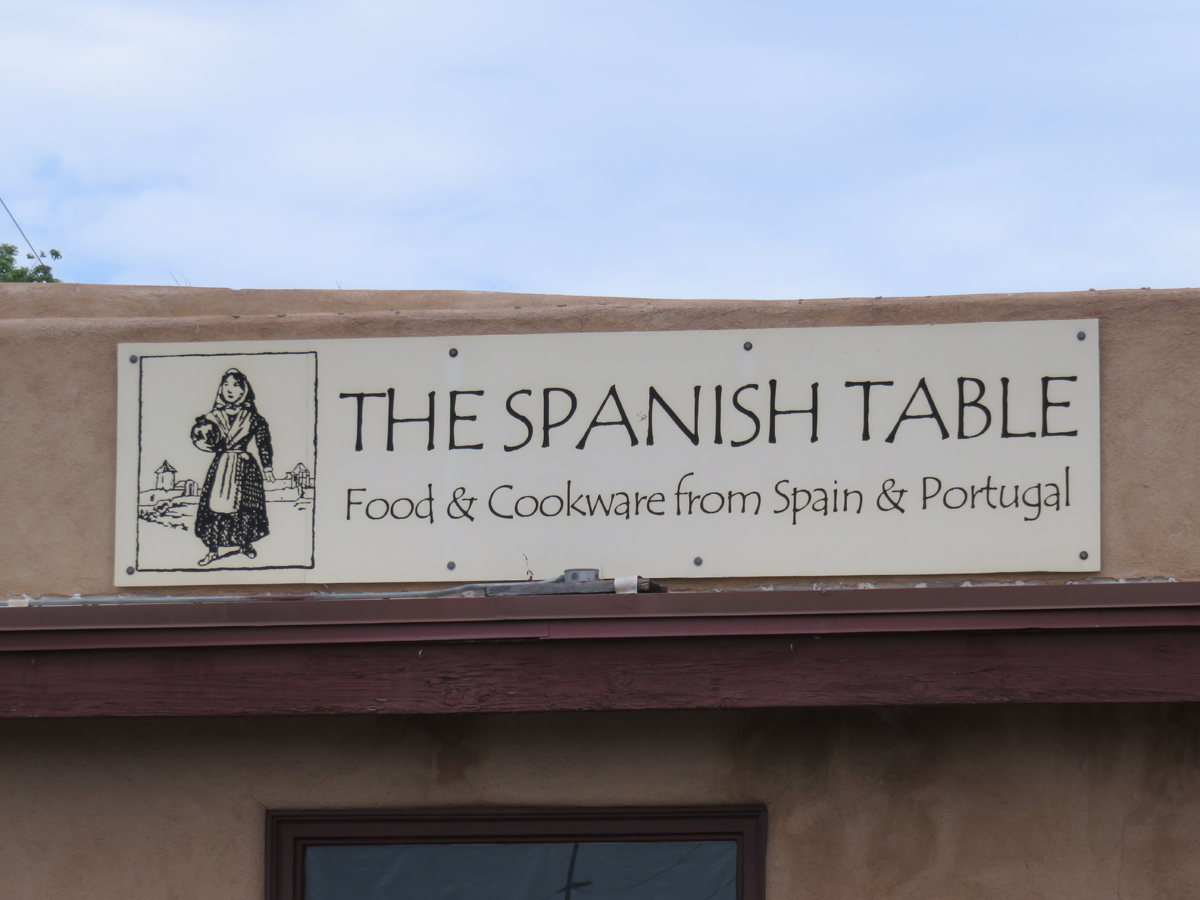 THE SPANISH TABLE
Food & Cookware from Spain & Portugal